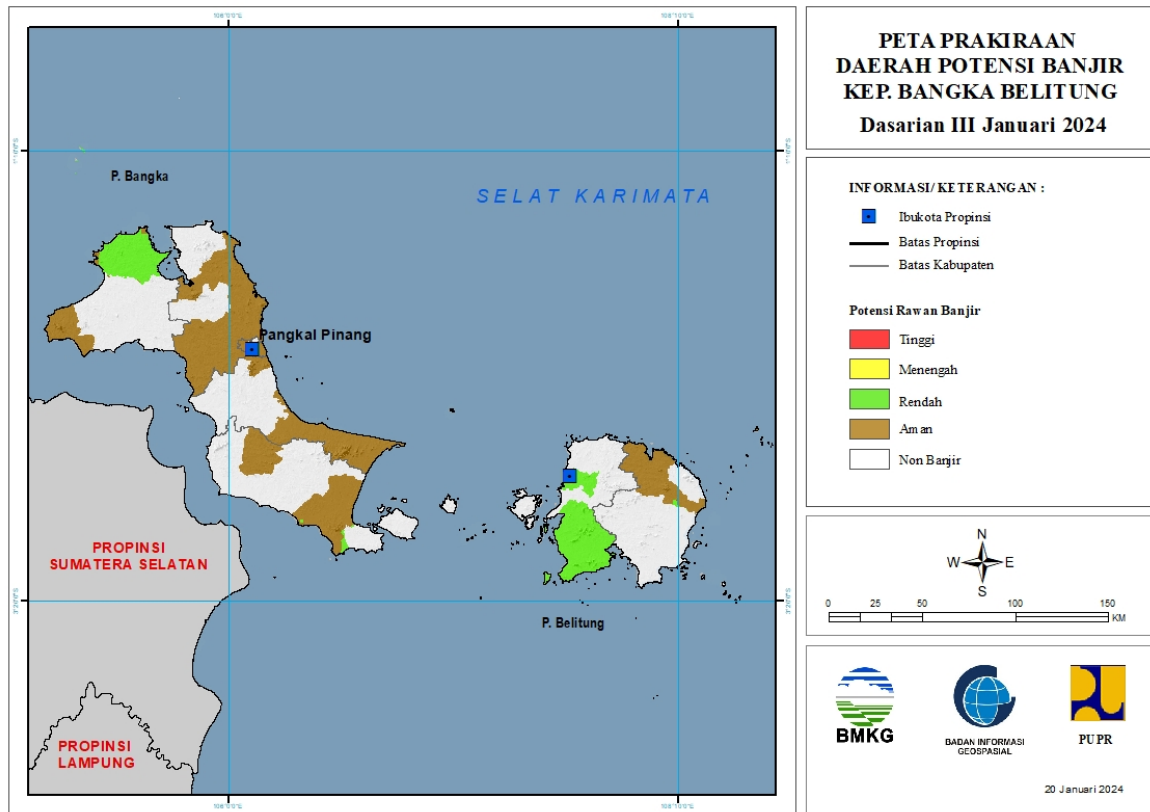 PETA PRAKIRAAN
DAERAH POTENSI BANJIR
KEP. BANGKA BELITUNG
Dasarian III Januari 2024
P. Bangka
SELAT KARIMATA
Pangkal Pinang
P. Belitung
PROPINSI
SUMATERA SELATAN
PROPINSI
LAMPUNG
INFORMASI/ KETERANGAN :
Ibukota Propinsi
Batas Propinsi
Batas Kabupaten
Potensi Rawan Banjir
Tinggi
Menengah
Rendah
Aman
Non Banjir
N
W E
S
0 25 50 100 150
KM
BMKG
BADAN INFORMASI
GEOSPASIAL
PUPR
20 Januari 2024